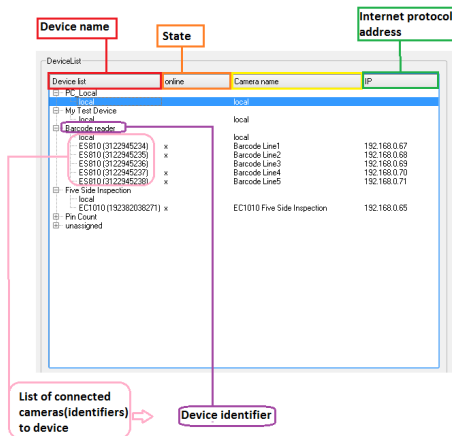 Device name
State
Internet protocol
address
DeviceList
Device list online Camera name IP
PC_Local
local local
My Test Device
local local
Barcode reader
local local
ES810 (3122945234) x Barcode Line1 192.168.0.67
ES810 (3122945235) x Barcode Line2 192.168.0.68
ES810 (3122945236) Barcode Line3 192.168.0.69
ES810 (3122945237) x Barcode Line4 192.168.0.70
ES810 (3122945238) x Barcode Line5 192.168.0.71
Five Side Inspection
local
EC1010 (192382038271) x EC1010 Five Side Inspection 192.168.0.65
Pin Count
unassigned
List of connected
cameras(identifiers)
to device
Device identifier